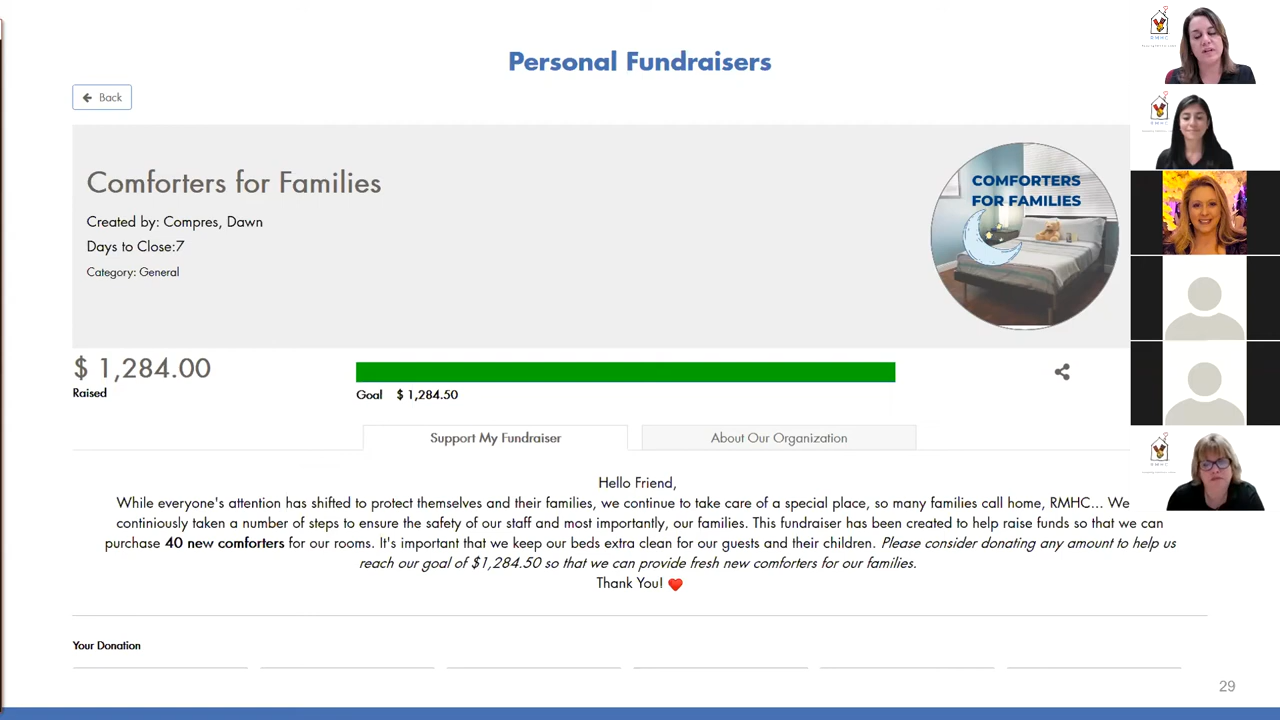 Personal Fundraisers
Back
Comforters for Families
Created by: Compres, Dawn
Days to Close:7
Category: General
COMFORTERS
FOR FAMILIES
$ 1,284.00
Raised
Goal $ 1,284.50
Support My Fundraiser
About Our Organization
Hello Friend,
While everyone's attention has shifted to protect themselves and their families, we continue to take care of a special place, so many families call home, RMHC... We
continiously taken a number of steps to ensure the safety of our staff and most importantly, our families. This fundraiser has been created to help raise funds so that we can
purchase 40 new comforters for our rooms. It's important that we keep our beds extra clean for our guests and their children. Please consider donating any amount to help us
reach our goal of $1,284.50 so that we can provide fresh new comforters for our families.
Thank You! ❤️
Your Donation
29
RMHC
RMHC
RMHC